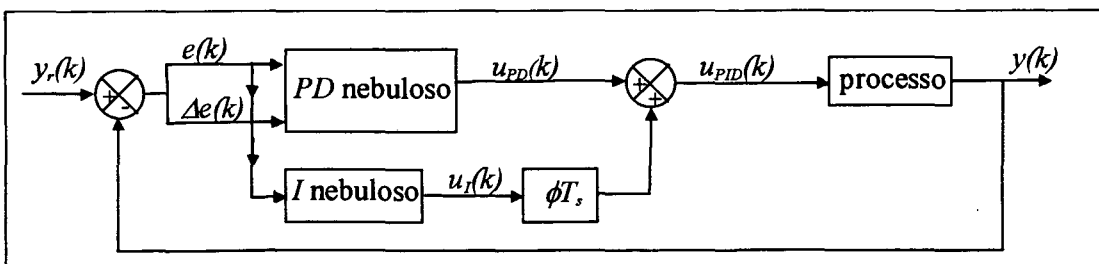 y_r(k)
+
-
e(k)
Δe(k)
PD nebuloso
u_PD(k)
+
+
u_PID(k)
processo
y(k)
I nebuloso
u_I(k)
ϕT_s